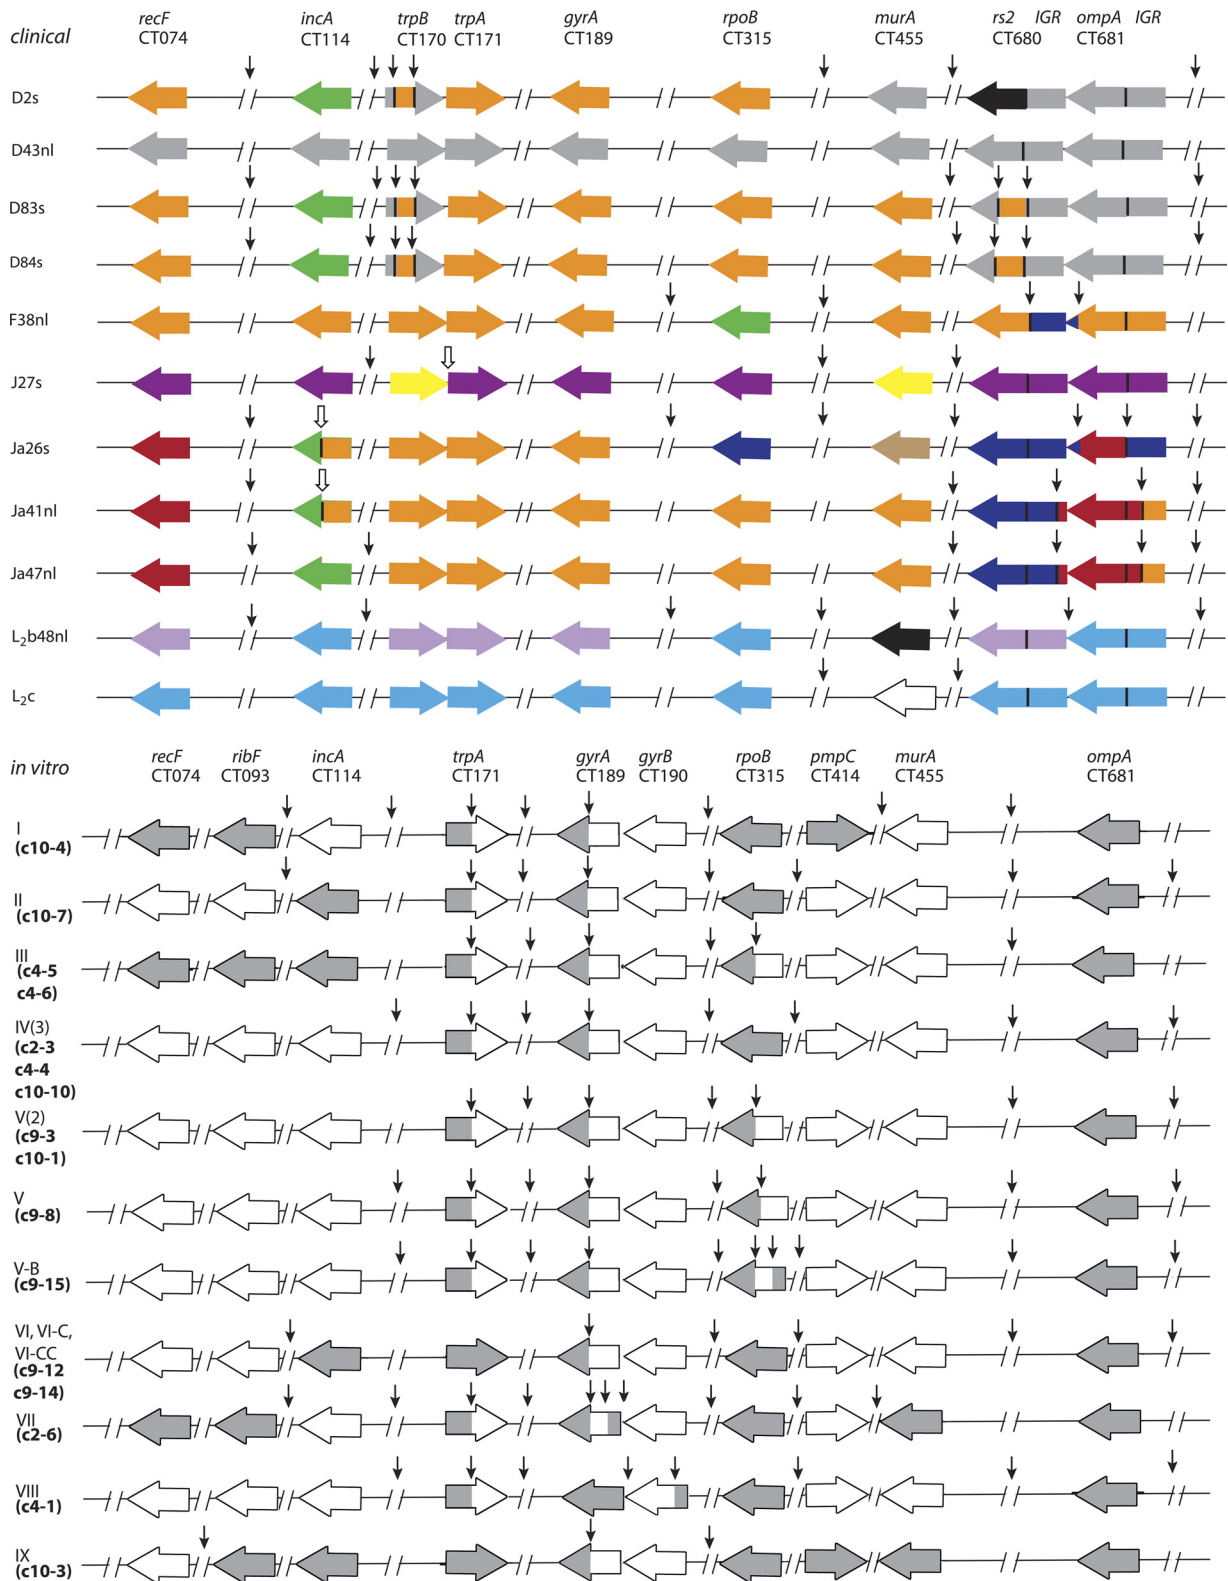 clinical
recF incA trpB trpA gyrA rpoB murA rs2 IGR ompA IGR
CT074 CT114 CT170 CT171 CT189 CT315 CT455 CT680 CT681
D2s
D43nl
D83s
D84s
F38nl
J27s
Ja26s
Ja41nl
Ja47nl
L₂b48nl
L₂c
in vitro
recF ribF incA trpA gyrA gyrB rpoB pmpC murA ompA
CT074 CT093 CT114 CT171 CT189 CT190 CT315 CT414 CT455 CT681
I
(c10-4)
II
(c10-7)
III
(c4-5
c4-6)
IV(3)
(c2-3
c4-4
c10-10)
V(2)
(c9-3
c10-1)
V
(c9-8)
V-B
(c9-15)
VI, VI-C,
VI-CC
(c9-12
c9-14)
VII
(c2-6)
VIII
(c4-1)
IX
(c10-3)